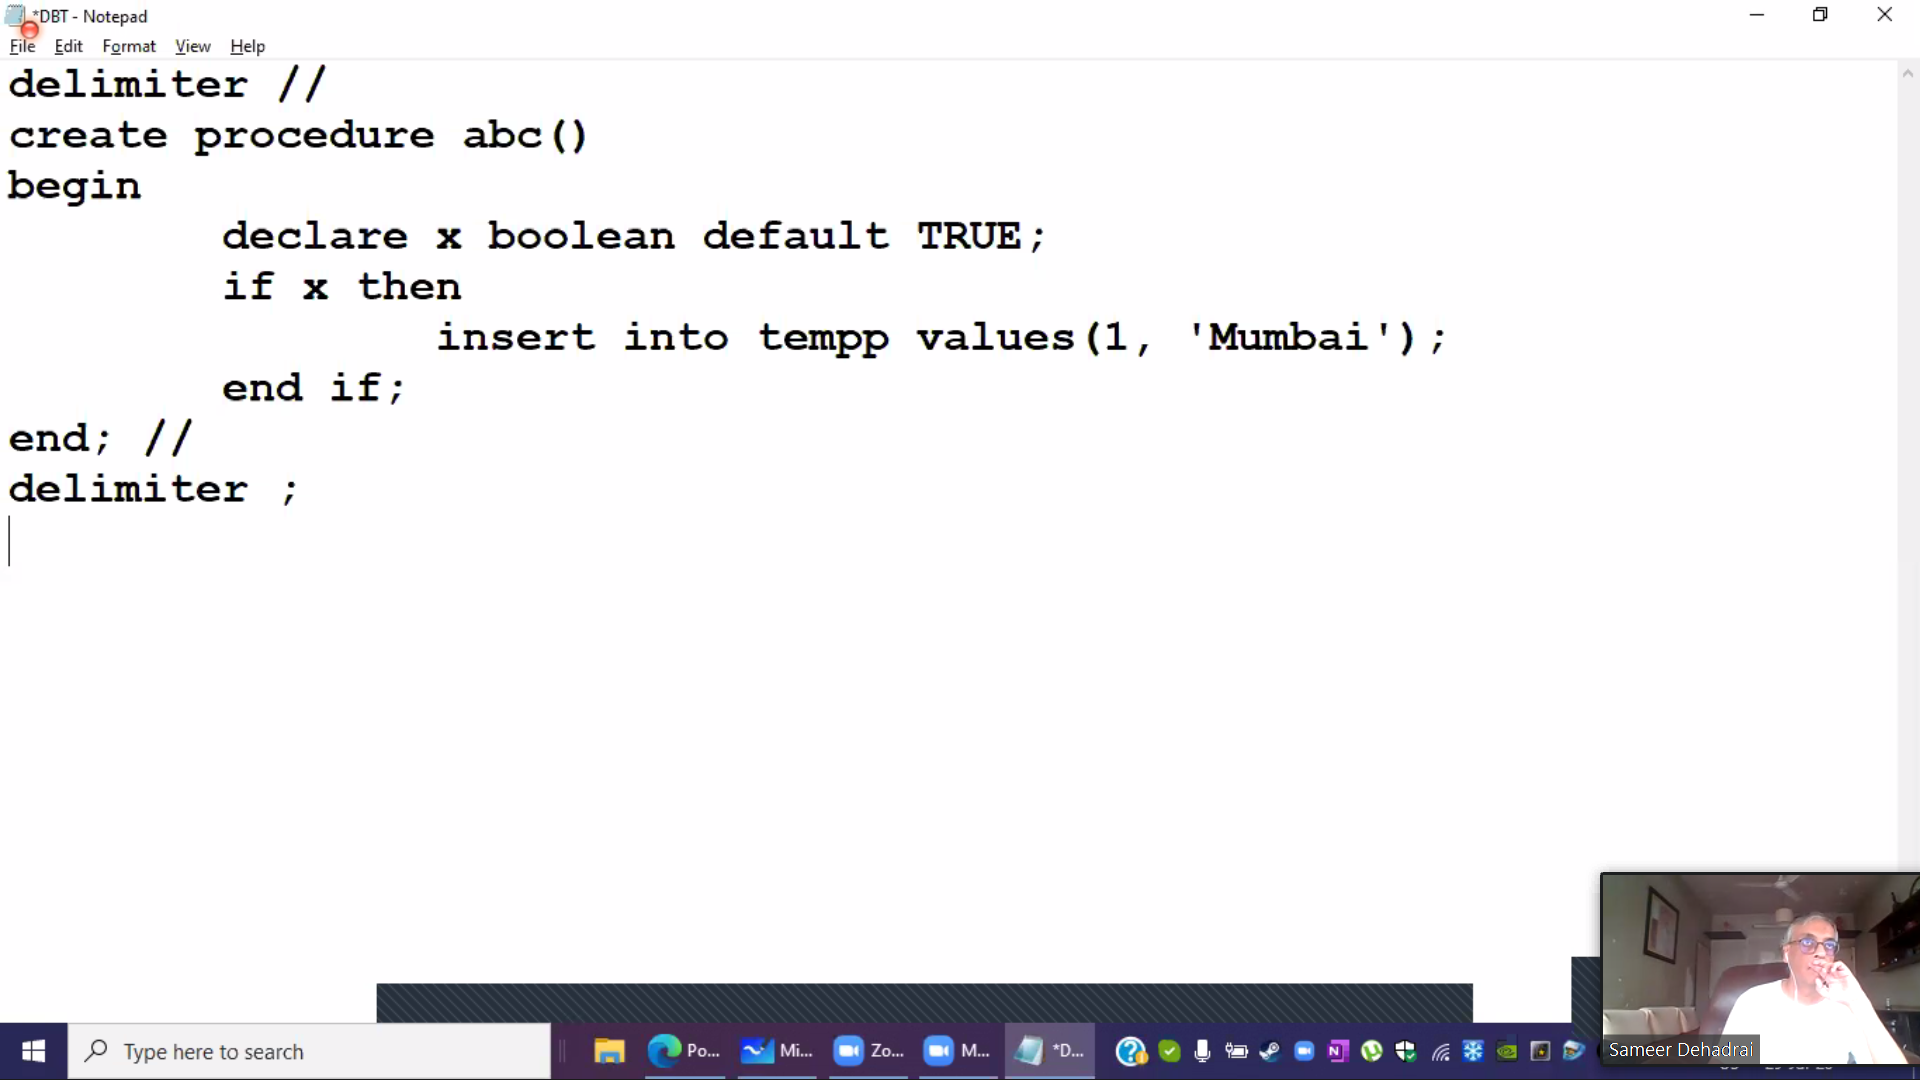 *DBT - Notepad
File Edit Format View Help
delimiter //
create procedure abc()
begin
declare x boolean default TRUE;
if x then
insert into tempp values(1, 'Mumbai');
end if;
end; //
delimiter ;
Sameer Dehadrai
Type here to search
Po...
Mi...
Zo...
M...
*D...